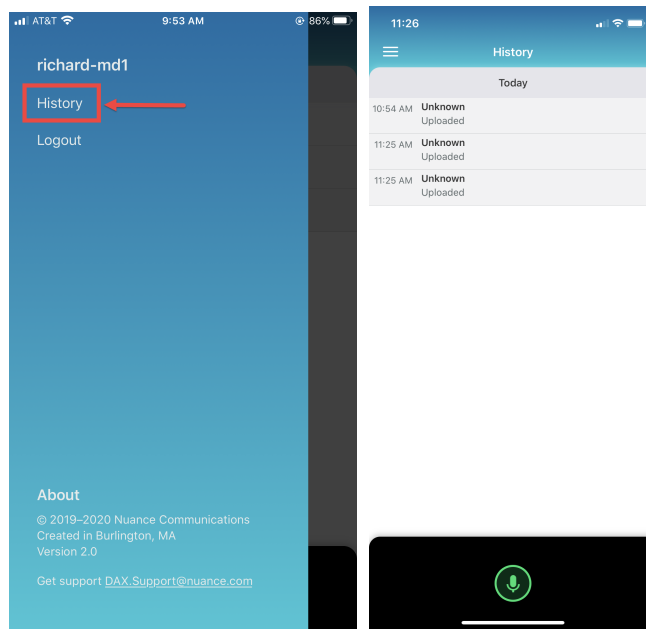 AT&T 9:53 AM 86%
richard-md1
History
Logout
About
© 2019–2020 Nuance Communications
Created in Burlington, MA
Version 2.0
Get support DAX.Support@nuance.com
11:26
History
Today
10:54 AM Unknown
Uploaded
11:25 AM Unknown
Uploaded
11:25 AM Unknown
Uploaded